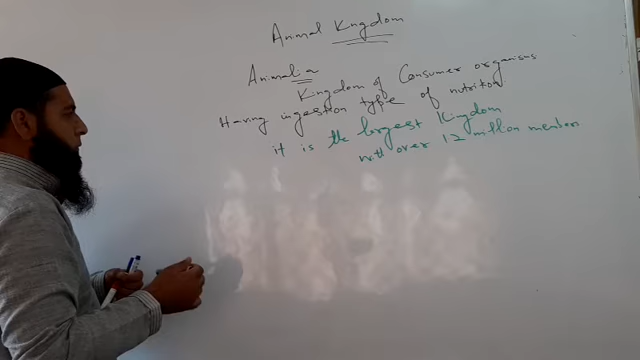 Animal Kngdom
Animalia
Kingdom of Consumer organisms
Having ingestion type of nutrition.
it is the largest Kingdom
with over 12 million members